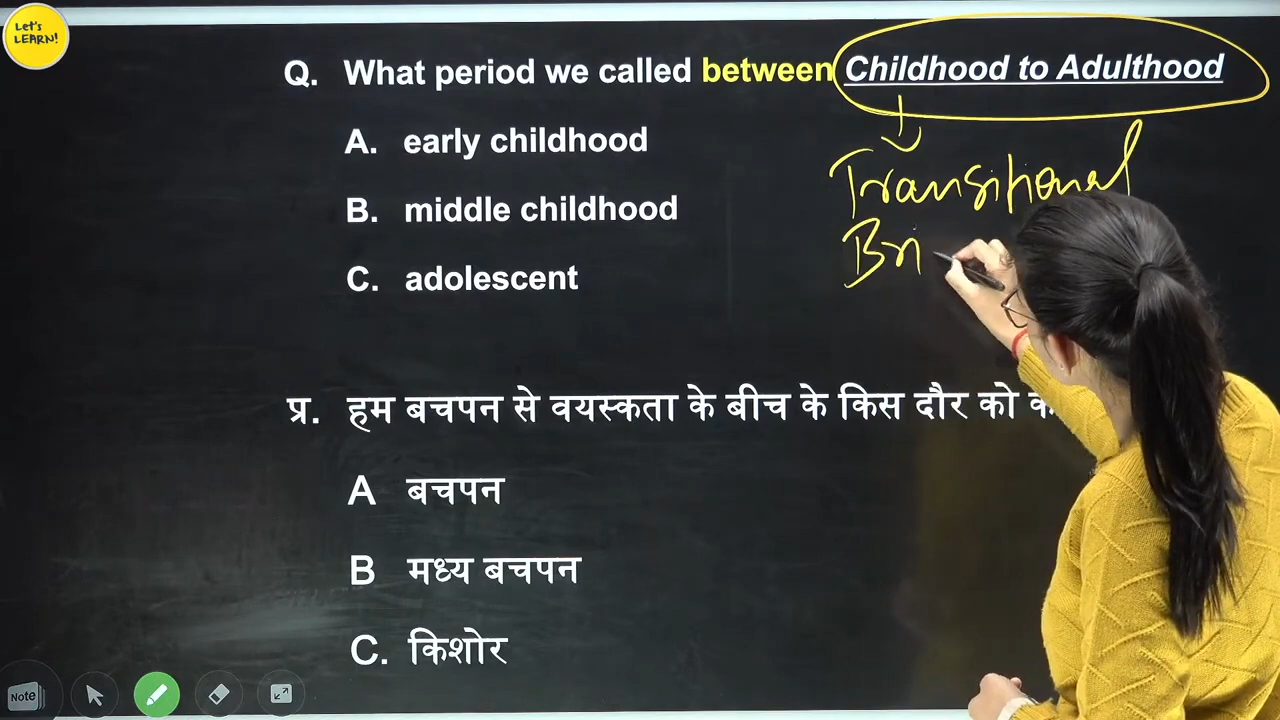 Let's
LEARN!
Q. What period we called between Childhood to Adulthood
A. early childhood
B. middle childhood
C. adolescent
Transitional
Bri
प्र. हम बचपन से वयस्कता के बीच के किस दौर को
A बचपन
B मध्य बचपन
C. किशोर
Note